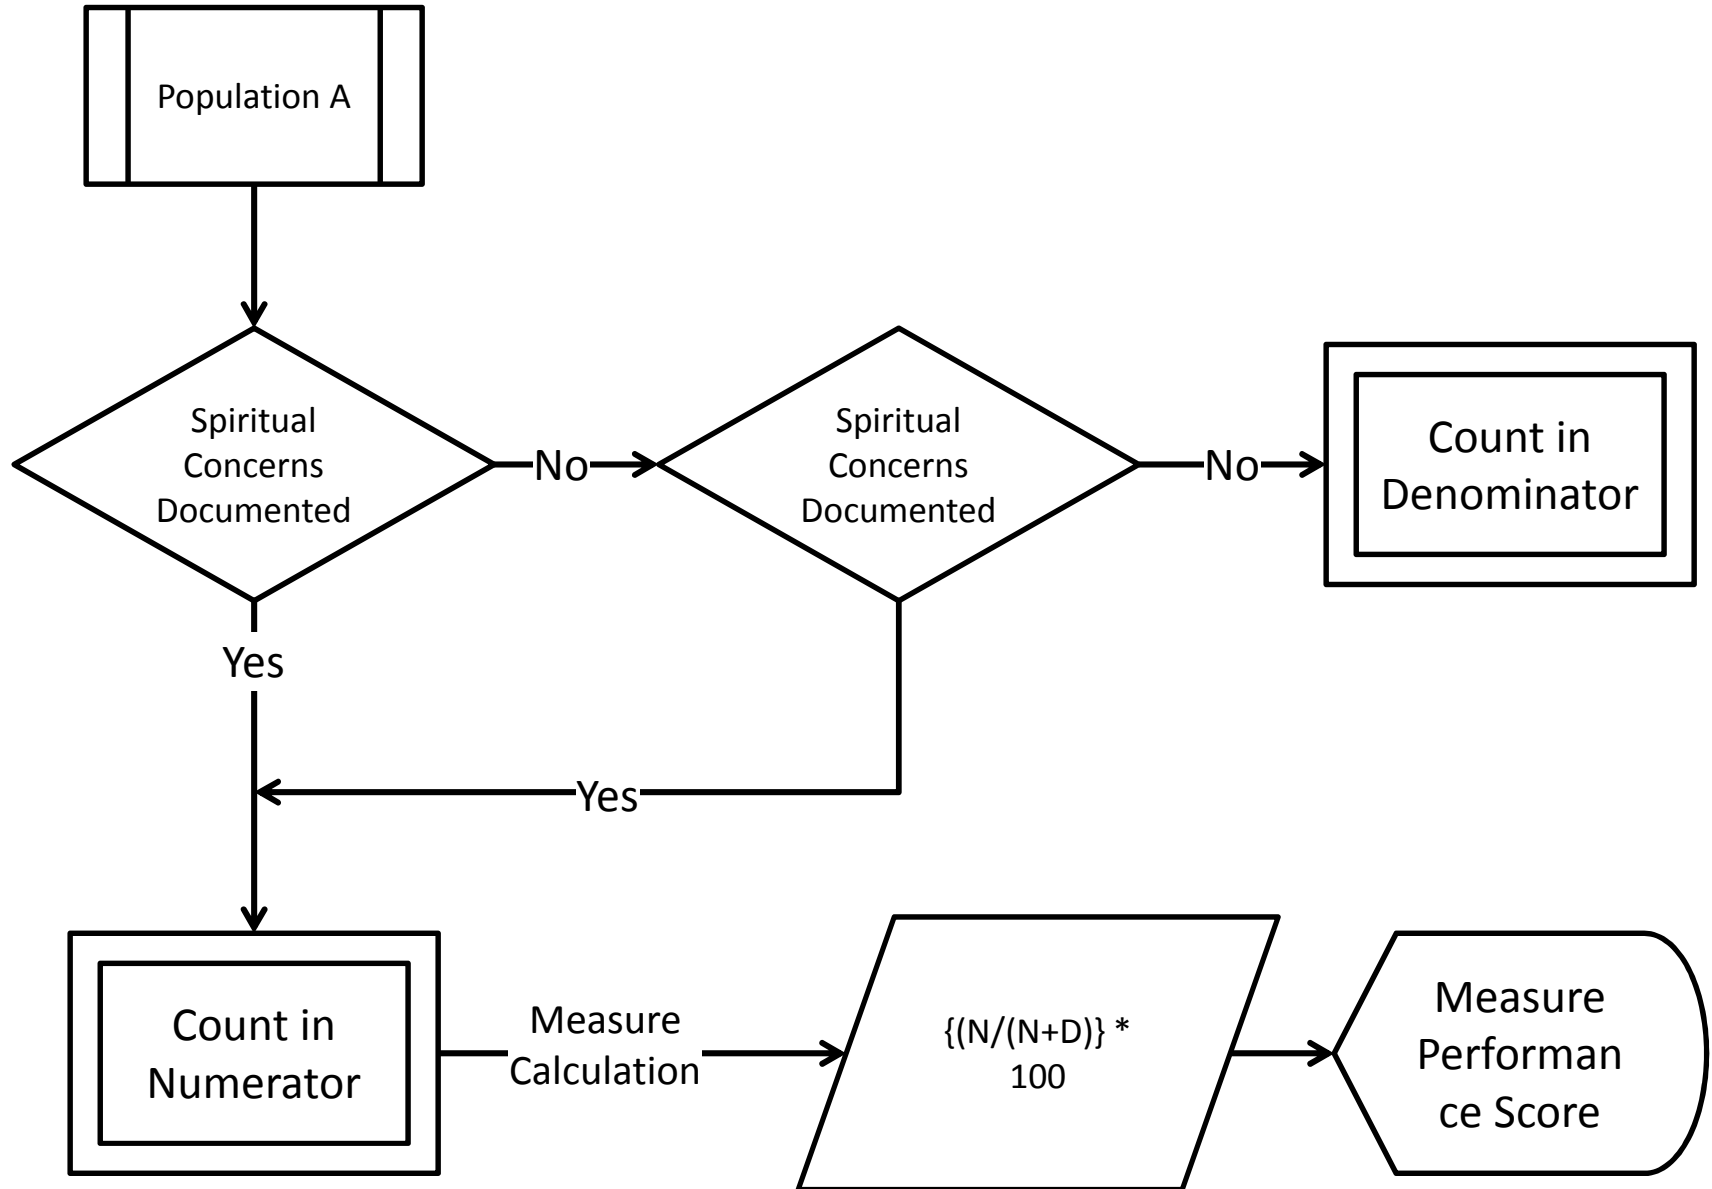 Population A
Spiritual
Concerns
Documented
No
Spiritual
Concerns
Documented
No
Count in
Denominator
Yes
Yes
Count in
Numerator
Measure
Calculation
{(N/(N+D)} *
100
Measure
Performan
ce Score